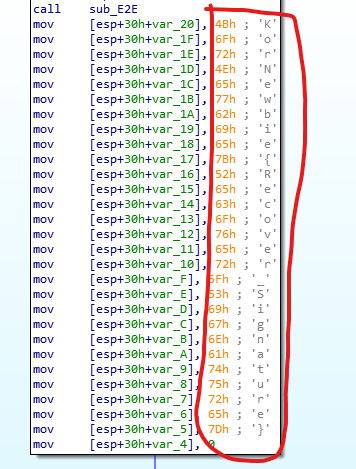 call sub_E2E
mov [esp+30h+var_20], 4Bh ; 'K'
mov [esp+30h+var_1F], 6Fh ; 'o'
mov [esp+30h+var_1E], 72h ; 'r'
mov [esp+30h+var_1D], 4Eh ; 'N'
mov [esp+30h+var_1C], 65h ; 'e'
mov [esp+30h+var_1B], 77h ; 'w'
mov [esp+30h+var_1A], 62h ; 'b'
mov [esp+30h+var_19], 69h ; 'i'
mov [esp+30h+var_18], 65h ; 'e'
mov [esp+30h+var_17], 7Bh ; '{'
mov [esp+30h+var_16], 52h ; 'R'
mov [esp+30h+var_15], 65h ; 'e'
mov [esp+30h+var_14], 63h ; 'c'
mov [esp+30h+var_13], 6Fh ; 'o'
mov [esp+30h+var_12], 76h ; 'v'
mov [esp+30h+var_11], 65h ; 'e'
mov [esp+30h+var_10], 72h ; 'r'
mov [esp+30h+var_F], 5Fh ; '_'
mov [esp+30h+var_E], 53h ; 'S'
mov [esp+30h+var_D], 69h ; 'i'
mov [esp+30h+var_C], 67h ; 'g'
mov [esp+30h+var_B], 6Eh ; 'n'
mov [esp+30h+var_A], 61h ; 'a'
mov [esp+30h+var_9], 74h ; 't'
mov [esp+30h+var_8], 75h ; 'u'
mov [esp+30h+var_7], 72h ; 'r'
mov [esp+30h+var_6], 65h ; 'e'
mov [esp+30h+var_5], 7Dh ; '}'
mov [esp+30h+var_4], 0